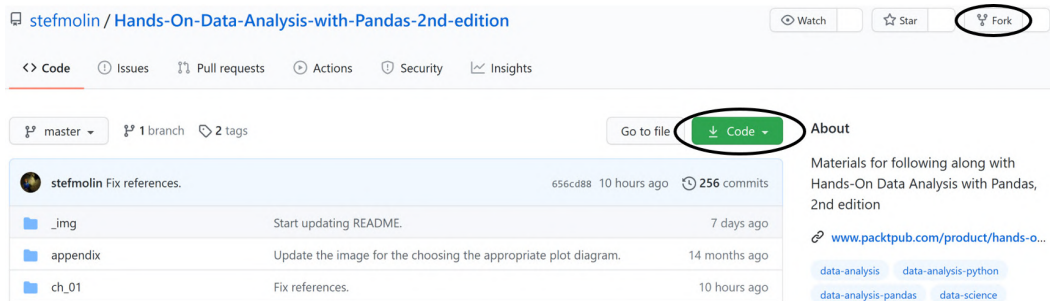 stefmolin / Hands-On-Data-Analysis-with-Pandas-2nd-edition Watch Star Fork
<> Code Issues Pull requests Actions Security Insights
master 1 branch 2 tags Go to file Code About
Materials for following along with
Hands-On Data Analysis with Pandas,
2nd edition
stefmolin Fix references. 656cd88 10 hours ago 256 commits
_img Start updating README. 7 days ago
www.packtpub.com/product/hands-o...
appendix Update the image for the choosing the appropriate plot diagram. 14 months ago
data-analysis data-analysis-python
ch_01 Fix references. 10 hours ago
data-analysis-pandas data-science